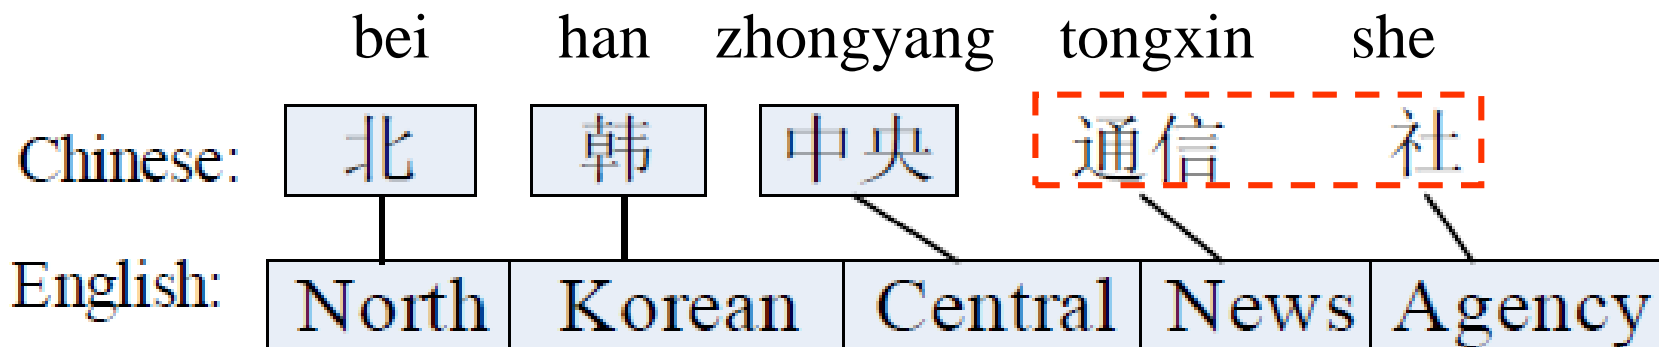 bei han zhongyang tongxin she
Chinese: 北 韩 中央 通信 社
English: North Korean Central News Agency